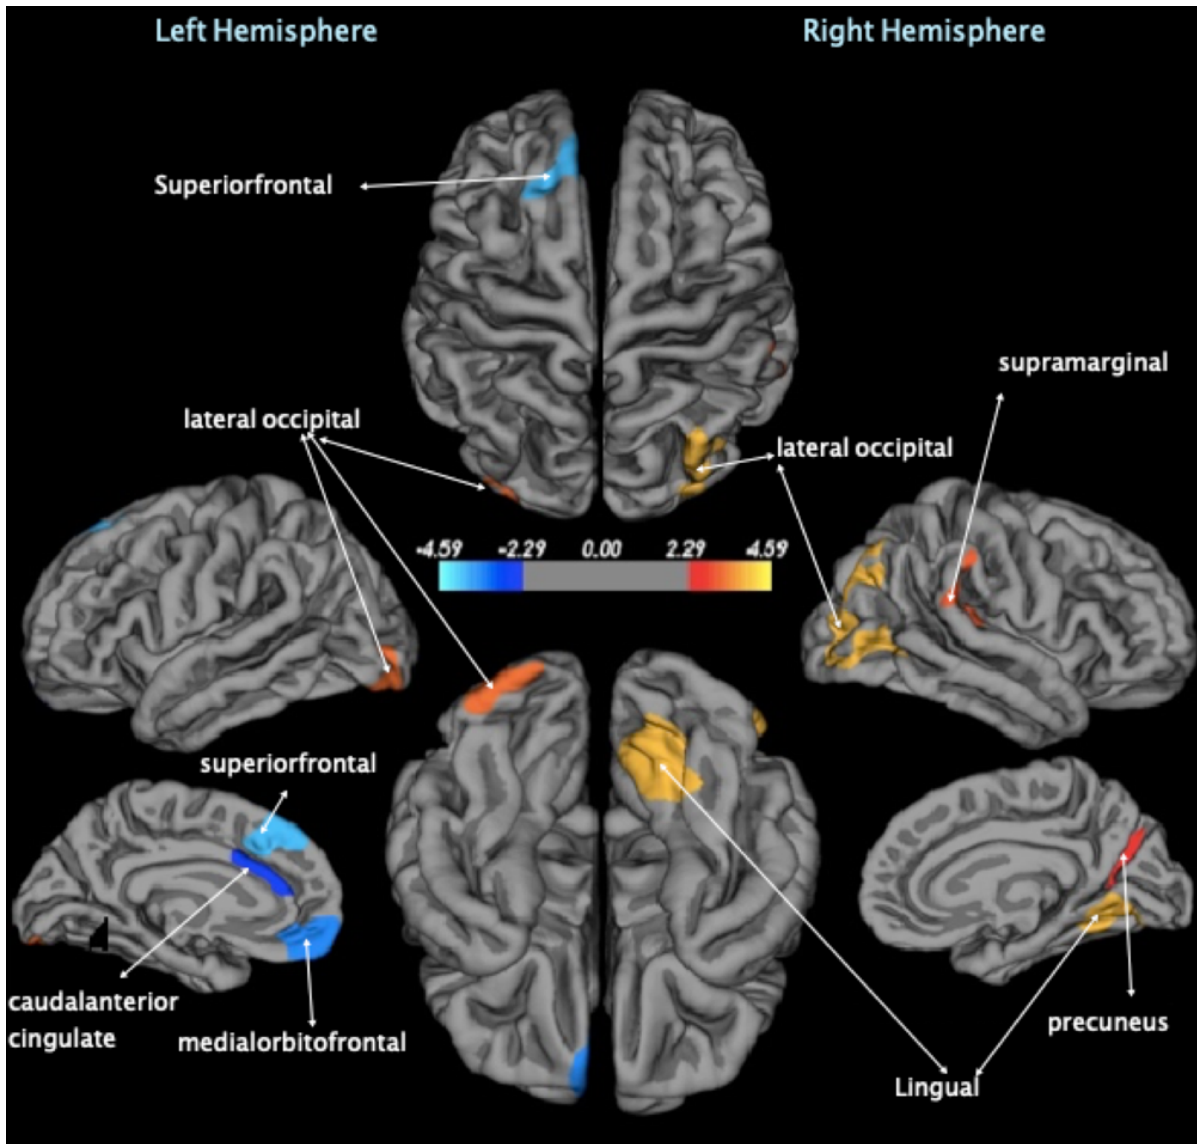 Left Hemisphere
Right Hemisphere
Superiorfrontal
supramarginal
lateral occipital
lateral occipital
-4.59 -2.29 0.00 2.29 4.59
superiorfrontal
caudalanterior
cingulate
medialorbitofrontal
precuneus
Lingual